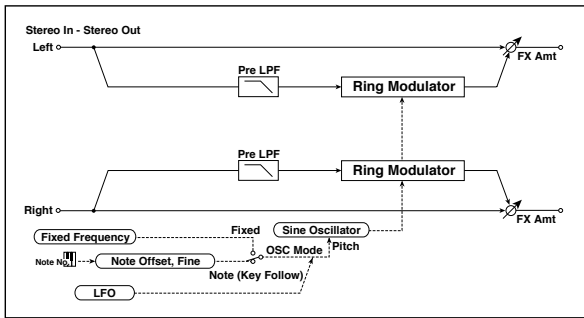 Stereo In - Stereo Out
Left
FX Amt
Pre LPF
Ring Modulator
Pre LPF
Ring Modulator
Right
FX Amt
Fixed Frequency
Fixed
Sine Oscillator
OSC Mode
Pitch
Note No.
Note Offset, Fine
Note (Key Follow)
LFO